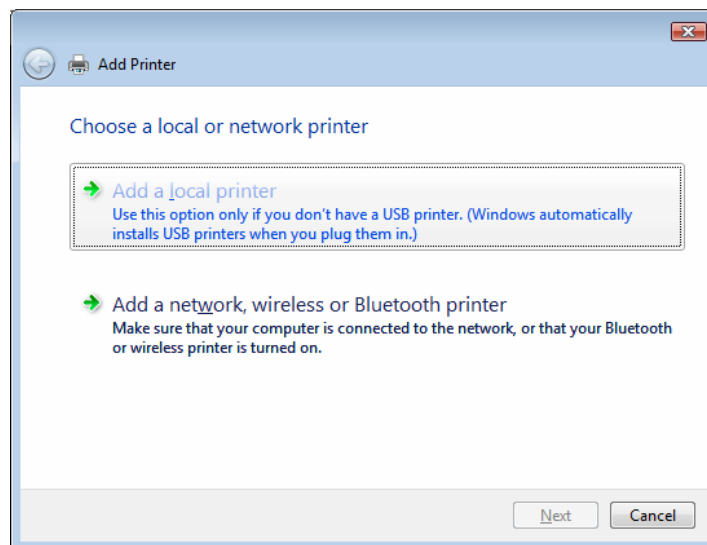 Add Printer
Choose a local or network printer
Add a local printer
Use this option only if you don't have a USB printer. (Windows automatically
installs USB printers when you plug them in.)
Add a network, wireless or Bluetooth printer
Make sure that your computer is connected to the network, or that your Bluetooth
or wireless printer is turned on.
Next Cancel